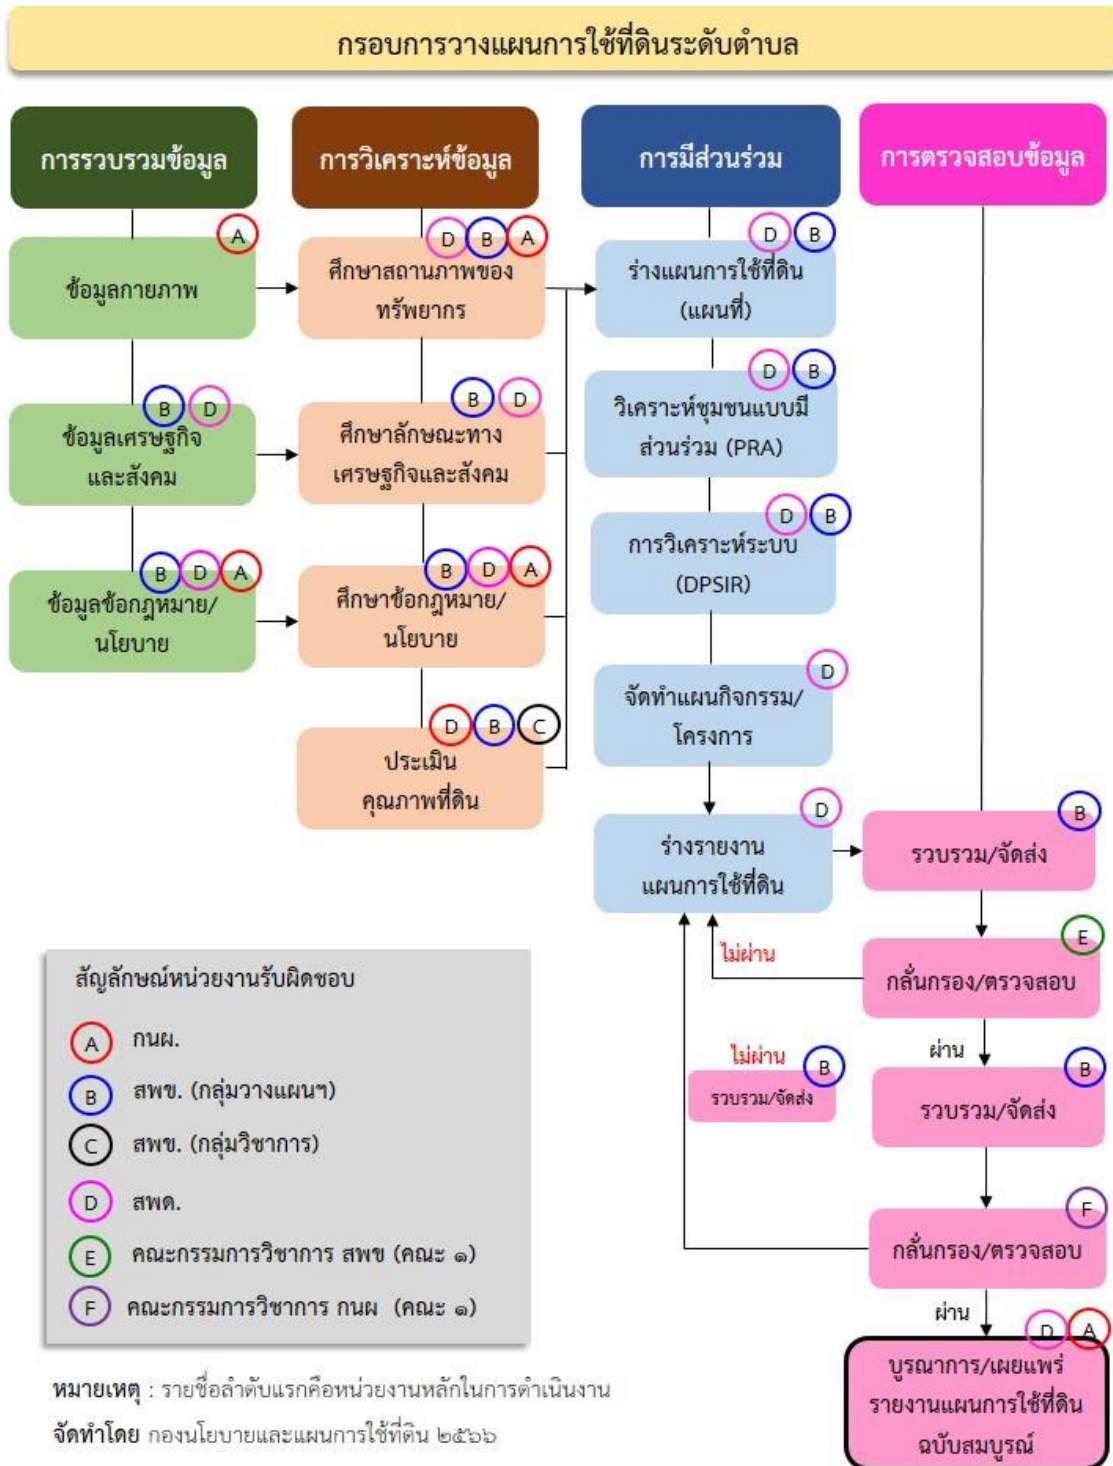 กรอบการวางแผนการใช้ที่ดินระดับตำบล
การรวบรวมข้อมูล
A
ข้อมูลกายภาพ
B D
ข้อมูลเศรษฐกิจ
และสังคม
B D A
ข้อมูลข้อกฎหมาย/
นโยบาย
การวิเคราะห์ข้อมูล
D B A
ศึกษาสถานภาพของ
ทรัพยากร
B D
ศึกษาลักษณะทาง
เศรษฐกิจและสังคม
B D A
ศึกษาข้อกฎหมาย/
นโยบาย
D B C
ประเมิน
คุณภาพที่ดิน
การมีส่วนร่วม
D B
ร่างแผนการใช้ที่ดิน
(แผนที่)
D B
วิเคราะห์ชุมชนแบบมี
ส่วนร่วม (PRA)
D B
การวิเคราะห์ระบบ
(DPSIR)
D
จัดทำแผนกิจกรรม/
โครงการ
D
ร่างรายงาน
แผนการใช้ที่ดิน
การตรวจสอบข้อมูล
B
รวบรวม/จัดส่ง
E
กลั่นกรอง/ตรวจสอบ
ไม่ผ่าน
ผ่าน
B
รวบรวม/จัดส่ง
ไม่ผ่าน
B
รวบรวม/จัดส่ง
F
กลั่นกรอง/ตรวจสอบ
ผ่าน
D A
บูรณาการ/เผยแพร่
รายงานแผนการใช้ที่ดิน
ฉบับสมบูรณ์
สัญลักษณ์หน่วยงานรับผิดชอบ
A กนผ.
B สพข. (กลุ่มวางแผนฯ)
C สพข. (กลุ่มวิชาการ)
D สพด.
E คณะกรรมการวิชาการ สพข (คณะ ๑)
F คณะกรรมการวิชาการ กนผ (คณะ ๑)
หมายเหตุ : รายชื่อลำดับแรกคือหน่วยงานหลักในการดำเนินงาน
จัดทำโดย กองนโยบายและแผนการใช้ที่ดิน ๒๕๖๖